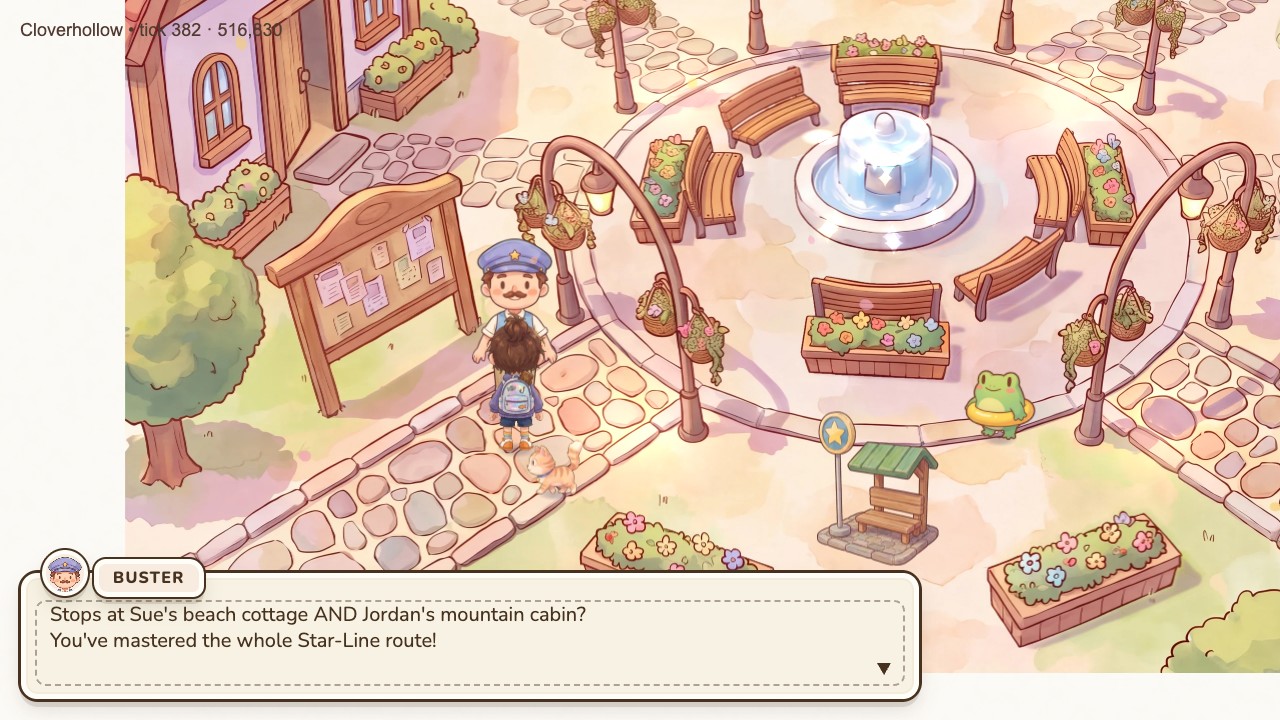 Cloverhollow • tick 382 · 516,830
BUSTER
Stops at Sue's beach cottage AND Jordan's mountain cabin?
You've mastered the whole Star-Line route!